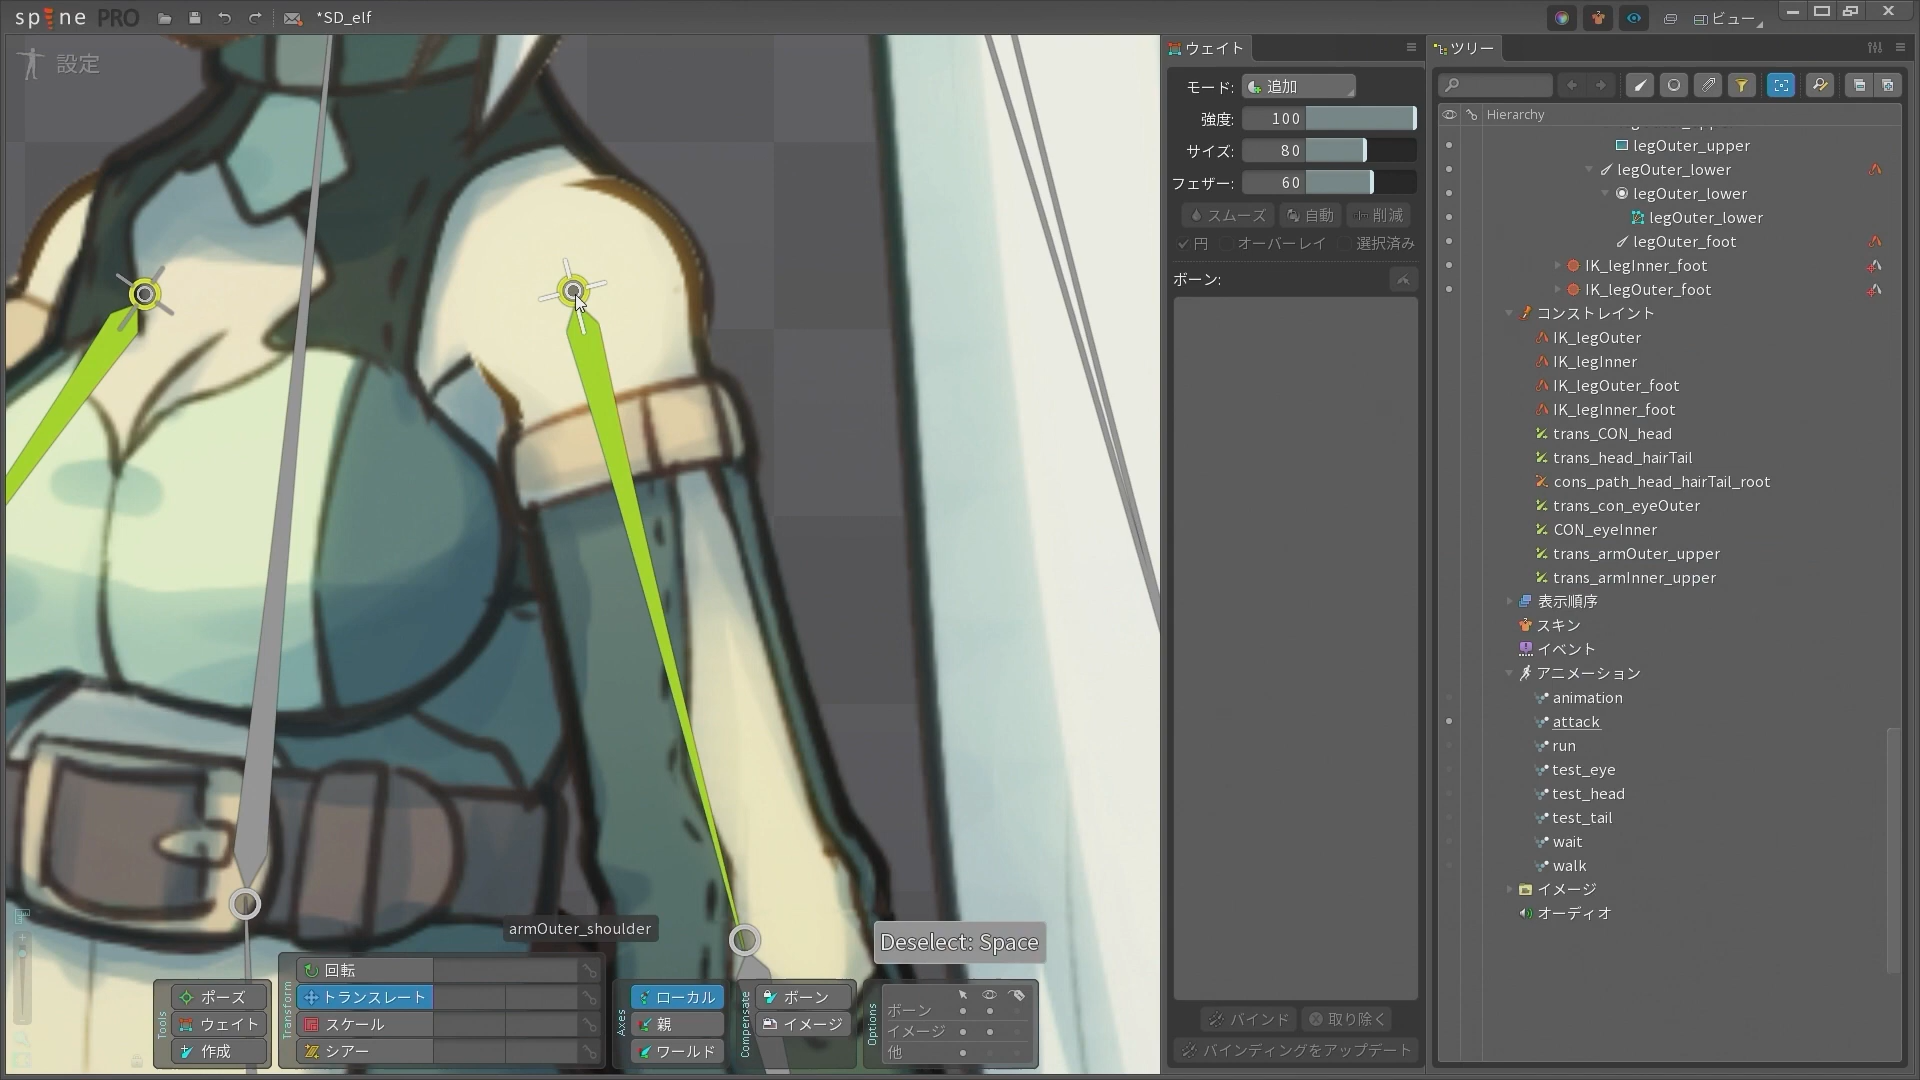 spine PRO
*SD_elf
ビュー
設定
ウェイト
モード: 追加
強度: 100
サイズ: 80
フェザー: 60
スムーズ 自動 削減
円 オーバーレイ 選択済み
ボーン:
バインド 取り除く
バインディングをアップデート
ツリー
Hierarchy
legOuter_upper
legOuter_lower
legOuter_lower
legOuter_lower
legOuter_foot
IK_legInner_foot
IK_legOuter_foot
コンストレイント
IK_legOuter
IK_legInner
IK_legOuter_foot
IK_legInner_foot
trans_CON_head
trans_head_hairTail
cons_path_head_hairTail_root
trans_con_eyeOuter
CON_eyeInner
trans_armOuter_upper
trans_armInner_upper
表示順序
スキン
イベント
アニメーション
animation
attack
run
test_eye
test_head
test_tail
wait
walk
イメージ
オーディオ
armOuter_shoulder
Deselect: Space
Tools
ポーズ
ウェイト
作成
Transform
回転
トランスレート
スケール
シアー
Axes
ローカル
親
ワールド
Compensate
ボーン
イメージ
Options
ボーン
イメージ
他